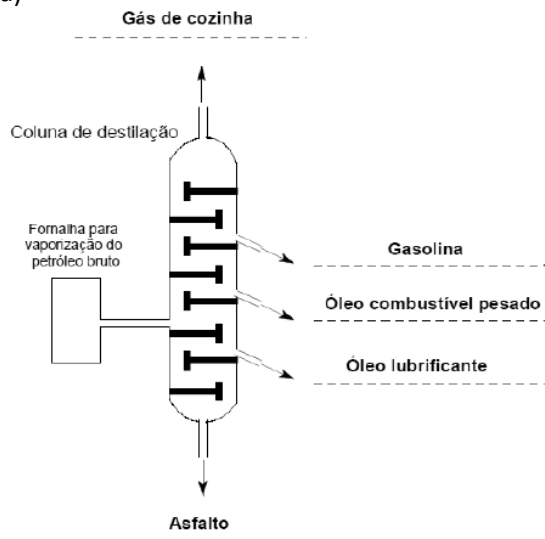 Gás de cozinha
Coluna de destilação
Fornalha para
vaporização do
petróleo bruto
Gasolina
Óleo combustível pesado
Óleo lubrificante
Asfalto